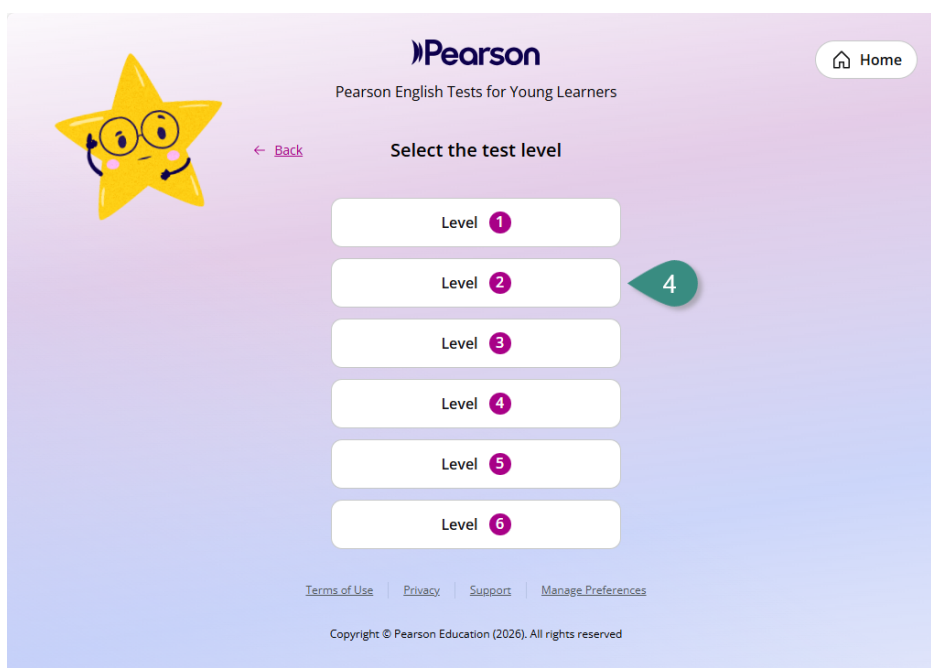 Pearson
Home
Pearson English Tests for Young Learners
← Back
Select the test level
Level 1
Level 2
4
Level 3
Level 4
Level 5
Level 6
Terms of Use | Privacy | Support | Manage Preferences
Copyright © Pearson Education (2026). All rights reserved